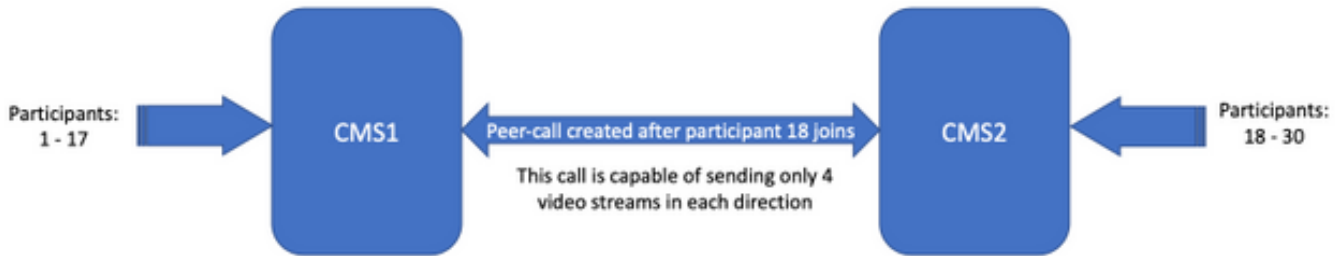 Participants:
1 - 17
CMS1
Peer-call created after participant 18 joins
This call is capable of sending only 4
video streams in each direction
CMS2
Participants:
18 - 30